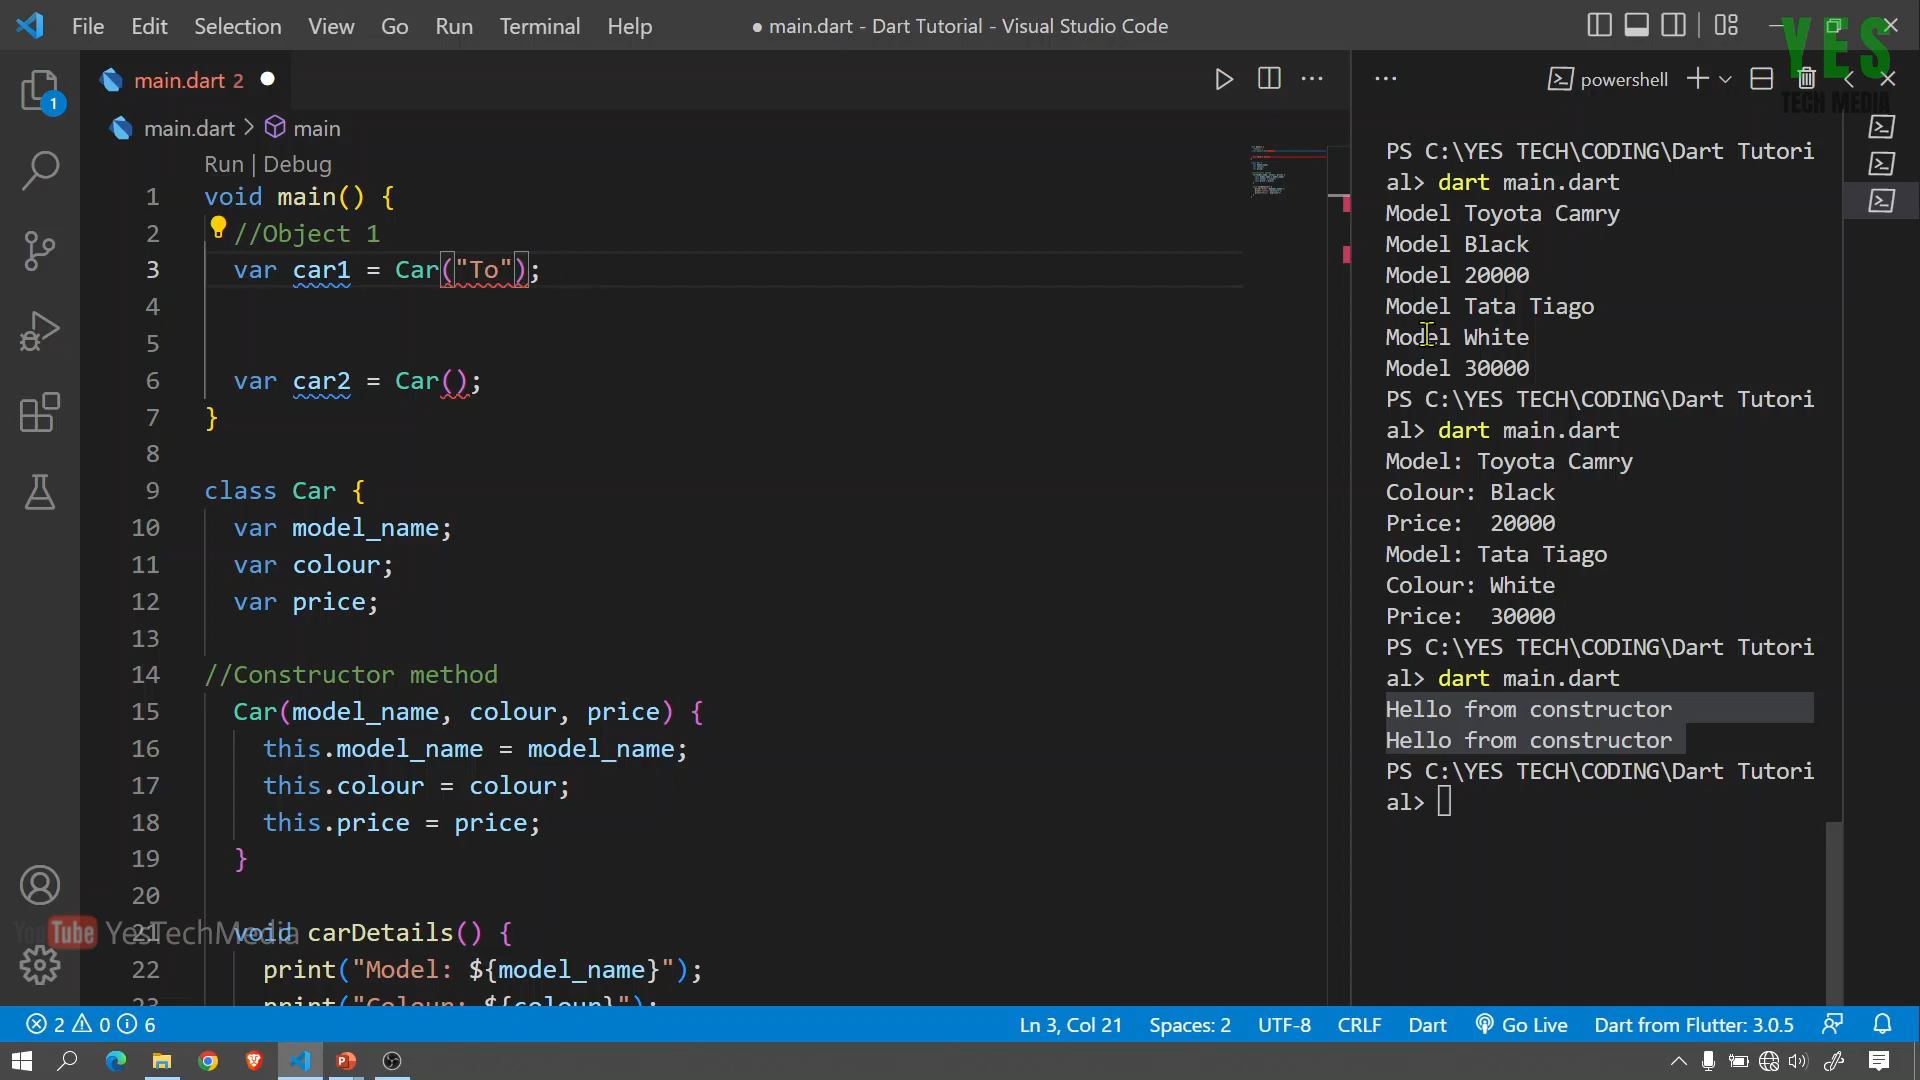 File Edit Selection View Go Run Terminal Help
● main.dart - Dart Tutorial - Visual Studio Code
YES
TECH MEDIA
main.dart 2
powershell
main.dart > main
Run | Debug
1 void main() {
2 //Object 1
3 var car1 = Car("To");
4
5
6 var car2 = Car();
7 }
8
9 class Car {
10 var model_name;
11 var colour;
12 var price;
13
14 //Constructor method
15 Car(model_name, colour, price) {
16 this.model_name = model_name;
17 this.colour = colour;
18 this.price = price;
19 }
20
21 void carDetails() {
22 print("Model: ${model_name}");
23 print("Colour: ${colour}");
PS C:\YES TECH\CODING\Dart Tutori
al> dart main.dart
Model Toyota Camry
Model Black
Model 20000
Model Tata Tiago
Model White
Model 30000
PS C:\YES TECH\CODING\Dart Tutori
al> dart main.dart
Model: Toyota Camry
Colour: Black
Price:  20000
Model: Tata Tiago
Colour: White
Price:  30000
PS C:\YES TECH\CODING\Dart Tutori
al> dart main.dart
Hello from constructor
Hello from constructor
PS C:\YES TECH\CODING\Dart Tutori
al>
1
YouTube YesTechMedia
2 0 6
Ln 3, Col 21 Spaces: 2 UTF-8 CRLF Dart Go Live Dart from Flutter: 3.0.5